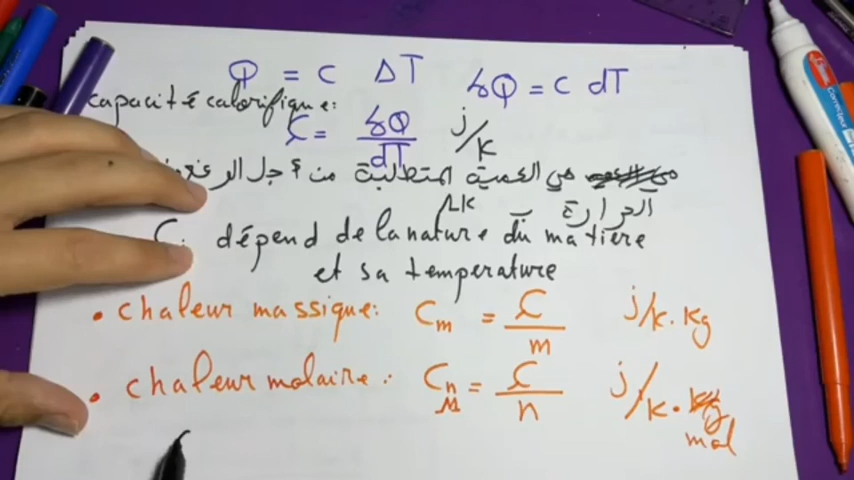 Q = C ΔT   δQ = C dT
capacité calorifique:
C = δQ/dT   j/K
هي الكمية المتطلبة من أجل الرفع
الحرارة ب 1K
C: dépend de la nature du matière
et sa temperature
• chaleur massique: Cm = C/m   j/K.kg
• chaleur molaire: Cn = C/n   j/K.mol
M
Corrector